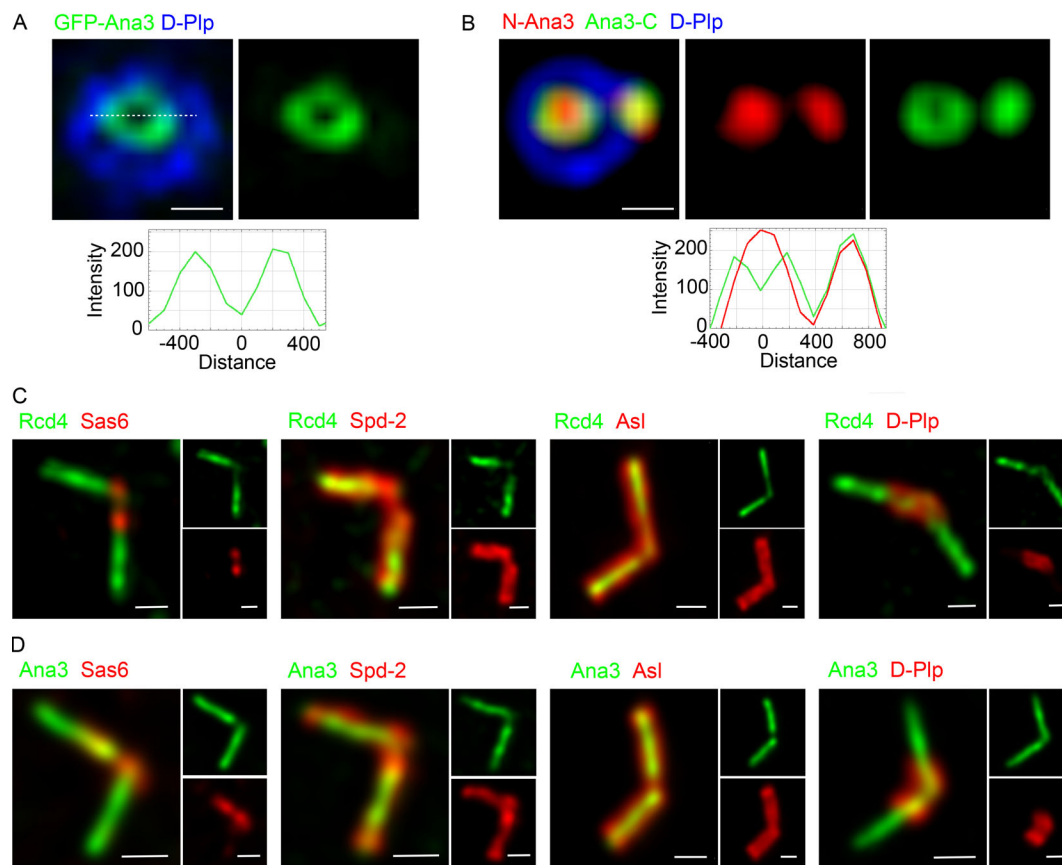 A
GFP-Ana3 D-Plp
Intensity
200
100
0
-400 0 400
Distance
B
N-Ana3 Ana3-C D-Plp
Intensity
200
100
0
-400 0 400 800
Distance
C
Rcd4 Sas6
Rcd4 Spd-2
Rcd4 Asl
Rcd4 D-Plp
D
Ana3 Sas6
Ana3 Spd-2
Ana3 Asl
Ana3 D-Plp